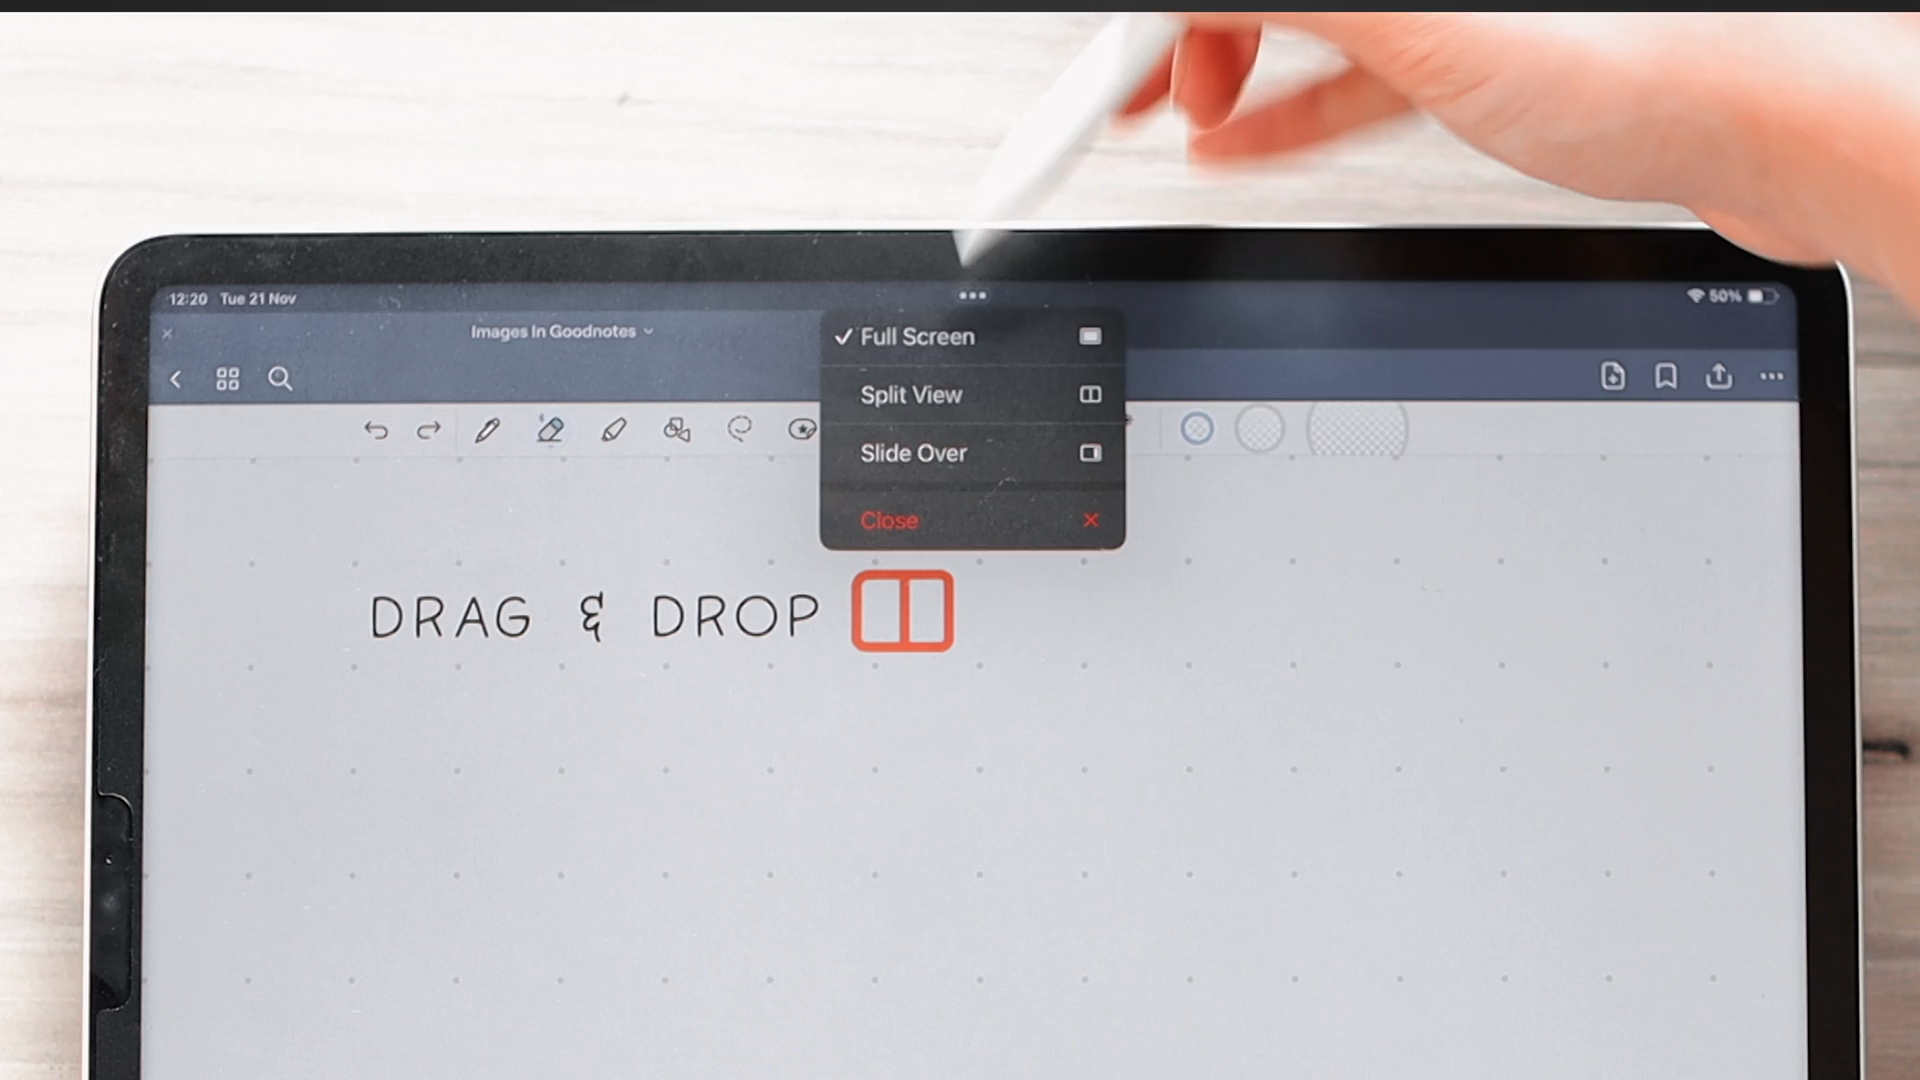 12:20 Tue 21 Nov
50%
Images In Goodnotes
Full Screen
Split View
Slide Over
Close
DRAG & DROP